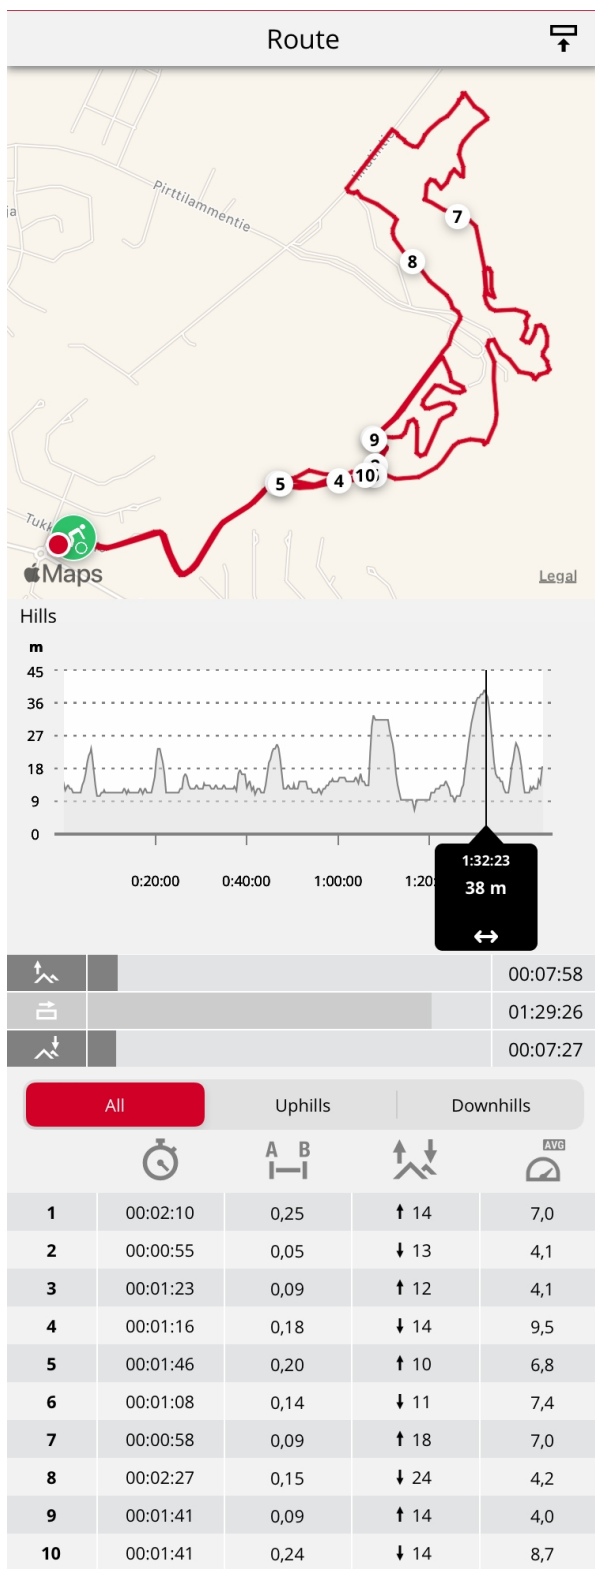 Route
ja
Pirttilammentie
7
8
9
10
4
5
Tukk
Maps
Legal
Hills
m
45
36
27
18
9
0
0:20:00 0:40:00 1:00:00 1:20:
1:32:23
38 m
00:07:58
01:29:26
00:07:27
All Uphills Downhills
A B AVG
1 00:02:10 0,25 14 7,0
2 00:00:55 0,05 13 4,1
3 00:01:23 0,09 12 4,1
4 00:01:16 0,18 14 9,5
5 00:01:46 0,20 10 6,8
6 00:01:08 0,14 11 7,4
7 00:00:58 0,09 18 7,0
8 00:02:27 0,15 24 4,2
9 00:01:41 0,09 14 4,0
10 00:01:41 0,24 14 8,7